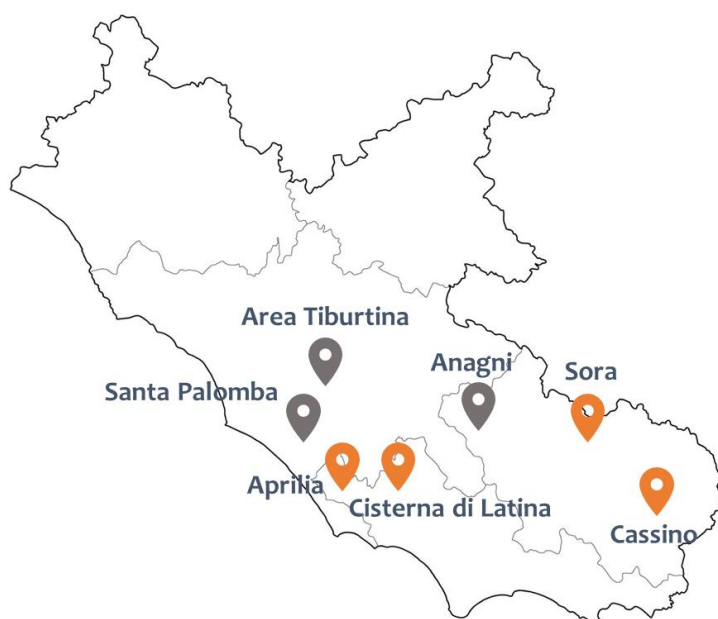 Area Tiburtina
Anagni
Sora
Santa Palomba
Aprilia
Cisterna di Latina
Cassino